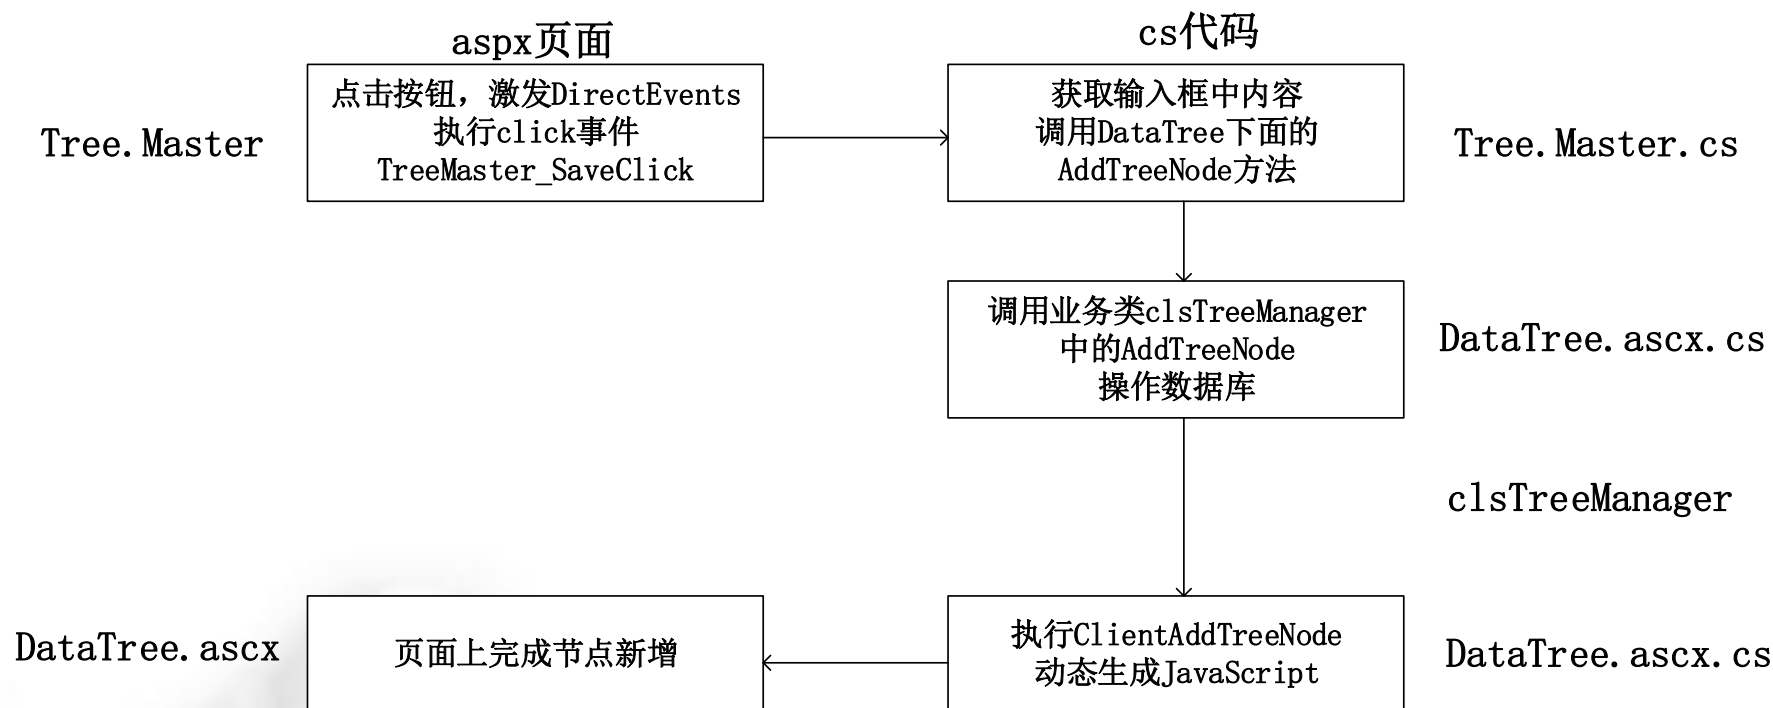 aspx页面
cs代码
Tree.Master
点击按钮，激发DirectEvents
执行click事件
TreeMaster_SaveClick
获取输入框中内容
调用DataTree下面的
AddTreeNode方法
Tree.Master.cs
调用业务类clsTreeManager
中的AddTreeNode
操作数据库
DataTree.ascx.cs
clsTreeManager
DataTree.ascx
页面上完成节点新增
执行ClientAddTreeNode
动态生成JavaScript
DataTree.ascx.cs